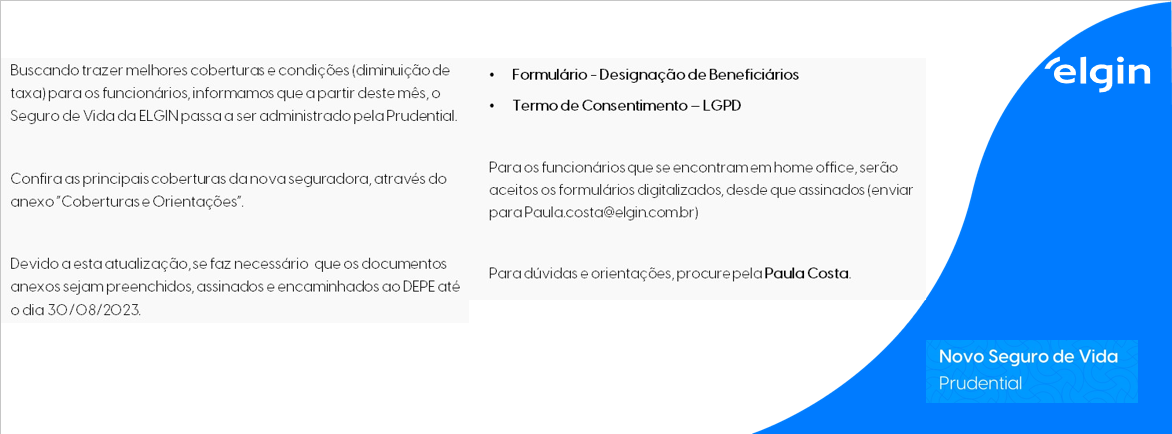 Buscando trazer melhores coberturas e condições (diminuição de
taxa) para os funcionários, informamos que a partir deste mês, o
Seguro de Vida da ELGIN passa a ser administrado pela Prudential.
Confira as principais coberturas da nova seguradora, através do
anexo "Coberturas e Orientações".
Devido a esta atualização, se faz necessário que os documentos
anexos sejam preenchidos, assinados e encaminhados ao DEPE até
o dia 30/08/2023.
• Formulário - Designação de Beneficiários
• Termo de Consentimento – LGPD
Para os funcionários que se encontram em home office, serão
aceitos os formulários digitalizados, desde que assinados (enviar
para Paula.costa@elgin.com.br)
Para dúvidas e orientações, procure pela Paula Costa.
elgin
Novo Seguro de Vida
Prudential